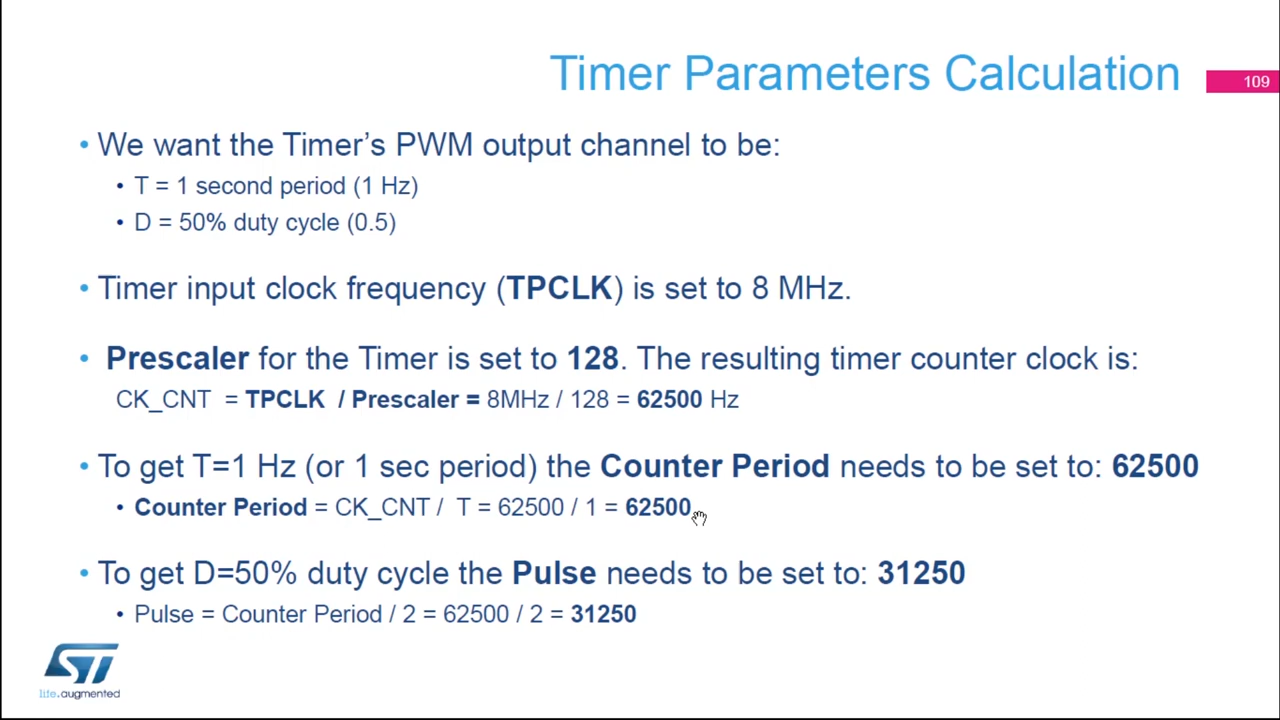 Timer Parameters Calculation
109
• We want the Timer's PWM output channel to be:
• T = 1 second period (1 Hz)
• D = 50% duty cycle (0.5)
• Timer input clock frequency (TPCLK) is set to 8 MHz.
• Prescaler for the Timer is set to 128. The resulting timer counter clock is:
CK_CNT = TPCLK / Prescaler = 8MHz / 128 = 62500 Hz
• To get T=1 Hz (or 1 sec period) the Counter Period needs to be set to: 62500
• Counter Period = CK_CNT / T = 62500 / 1 = 62500
• To get D=50% duty cycle the Pulse needs to be set to: 31250
• Pulse = Counter Period / 2 = 62500 / 2 = 31250
ST
life.augmented